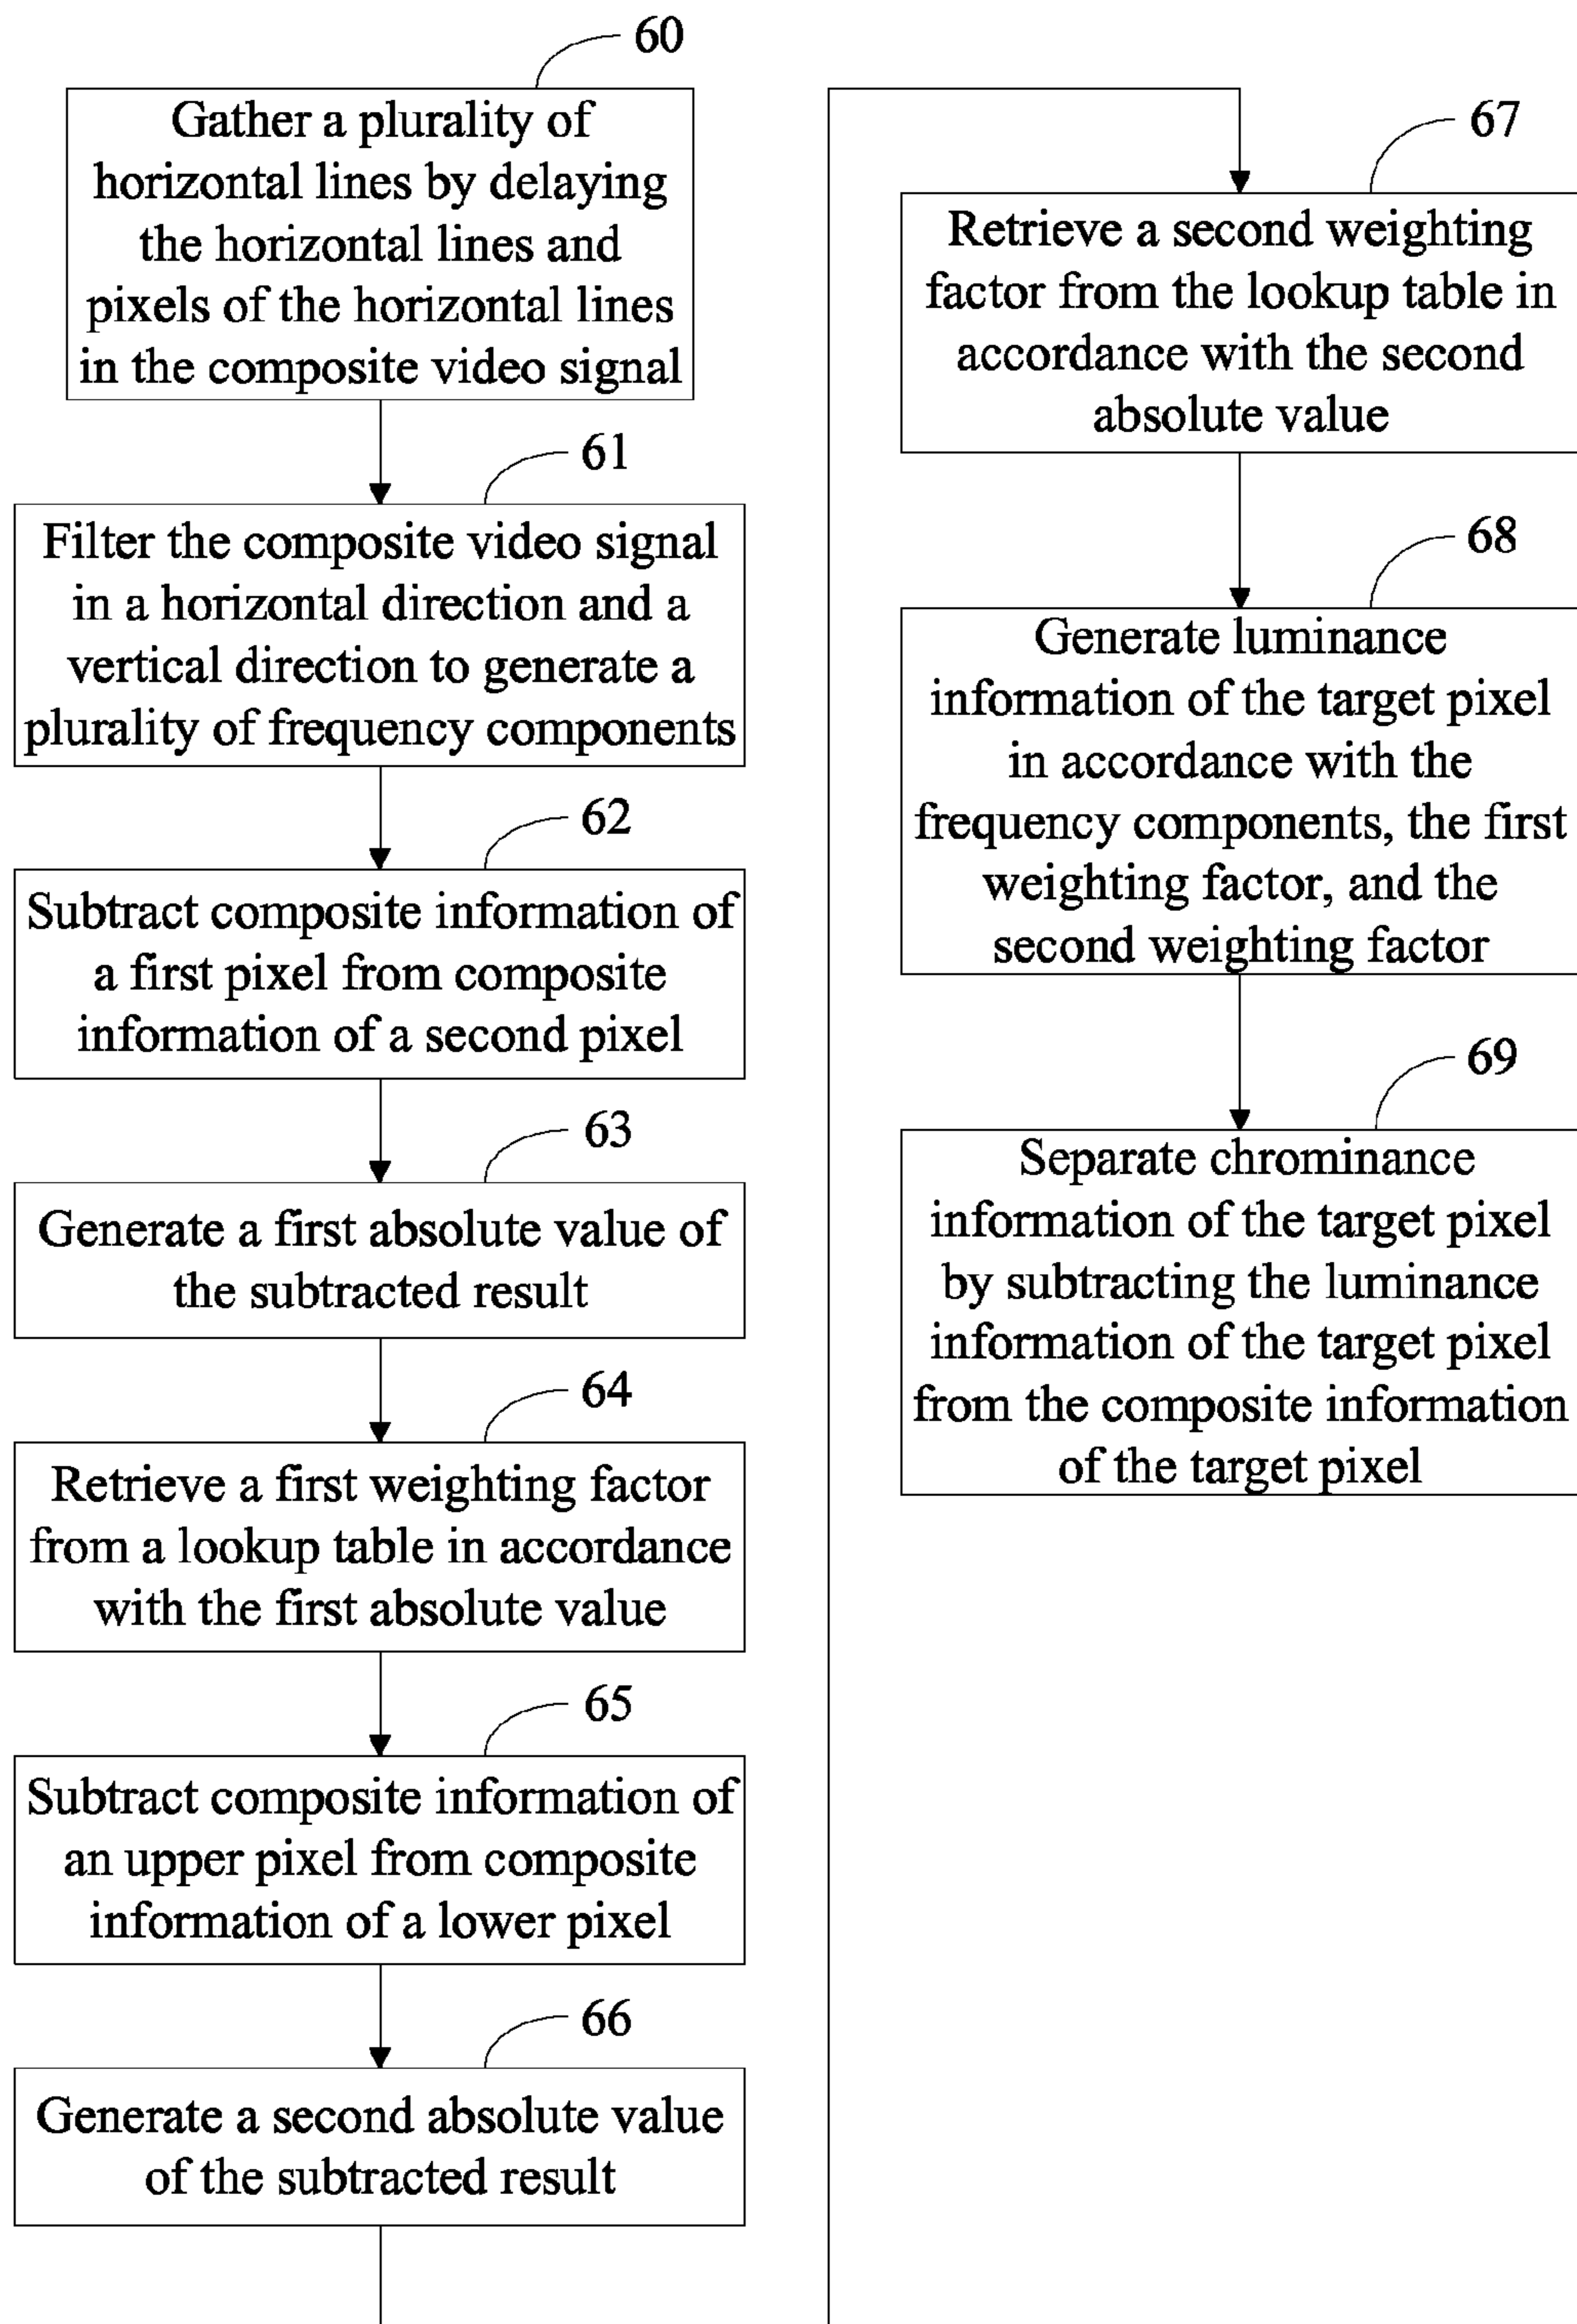 60
Gather a plurality of
horizontal lines by delaying
the horizontal lines and
pixels of the horizontal lines
in the composite video signal
61
Filter the composite video signal
in a horizontal direction and a
vertical direction to generate a
plurality of frequency components
62
Subtract composite information of
a first pixel from composite
information of a second pixel
63
Generate a first absolute value of
the subtracted result
64
Retrieve a first weighting factor
from a lookup table in accordance
with the first absolute value
65
Subtract composite information of
an upper pixel from composite
information of a lower pixel
66
Generate a second absolute value
of the subtracted result
67
Retrieve a second weighting
factor from the lookup table in
accordance with the second
absolute value
68
Generate luminance
information of the target pixel
in accordance with the
frequency components, the first
weighting factor, and the
second weighting factor
69
Separate chrominance
information of the target pixel
by subtracting the luminance
information of the target pixel
from the composite information
of the target pixel